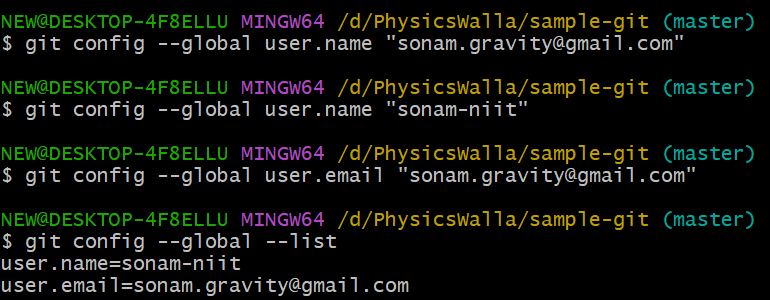 NEW@DESKTOP-4F8ELLU MINGW64 /d/PhysicsWalla/sample-git (master)
$ git config --global user.name "sonam.gravity@gmail.com"
NEW@DESKTOP-4F8ELLU MINGW64 /d/PhysicsWalla/sample-git (master)
$ git config --global user.name "sonam-niit"
NEW@DESKTOP-4F8ELLU MINGW64 /d/PhysicsWalla/sample-git (master)
$ git config --global user.email "sonam.gravity@gmail.com"
NEW@DESKTOP-4F8ELLU MINGW64 /d/PhysicsWalla/sample-git (master)
$ git config --global --list
user.name=sonam-niit
user.email=sonam.gravity@gmail.com